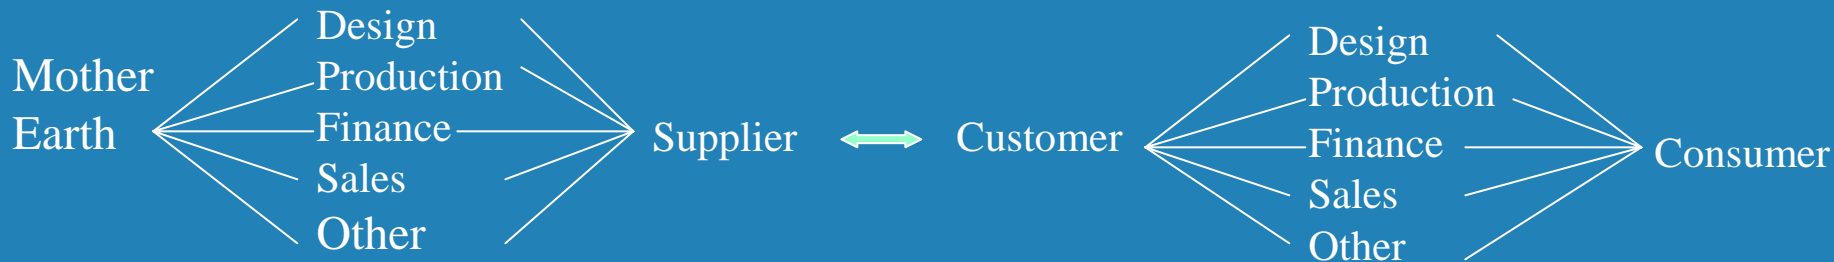 Mother
Earth
Design
Production
Finance
Sales
Other
Supplier
Customer
Design
Production
Finance
Sales
Other
Consumer